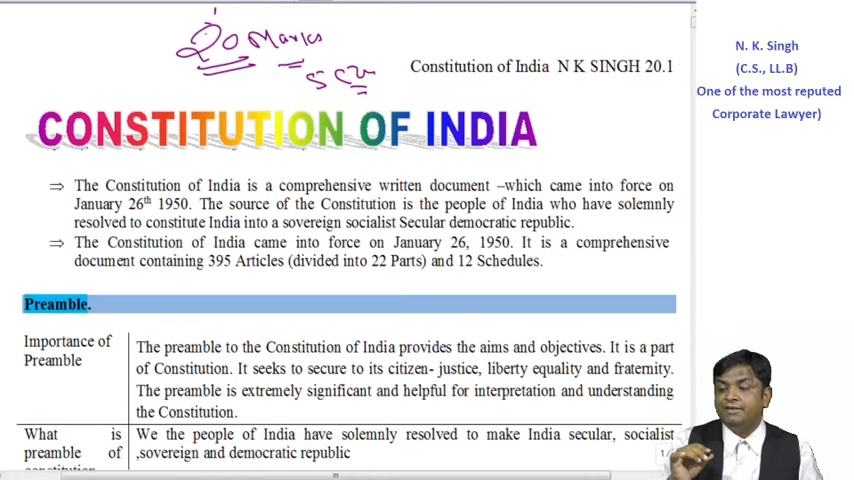 20 Marks
Constitution of India N K SINGH 20.1
CONSTITUTION OF INDIA
⇒ The Constitution of India is a comprehensive written document –which came into force on
January 26th 1950. The source of the Constitution is the people of India who have solemnly
resolved to constitute India into a sovereign socialist Secular democratic republic.
⇒ The Constitution of India came into force on January 26, 1950. It is a comprehensive
document containing 395 Articles (divided into 22 Parts) and 12 Schedules.
Preamble.
Importance of
Preamble
The preamble to the Constitution of India provides the aims and objectives. It is a part
of Constitution. It seeks to secure to its citizen- justice, liberty equality and fraternity.
The preamble is extremely significant and helpful for interpretation and understanding
the Constitution.
What is
preamble of
constitution
We the people of India have solemnly resolved to make India secular, socialist
,sovereign and democratic republic
N. K. Singh
(C.S., LL.B)
One of the most reputed
Corporate Lawyer)